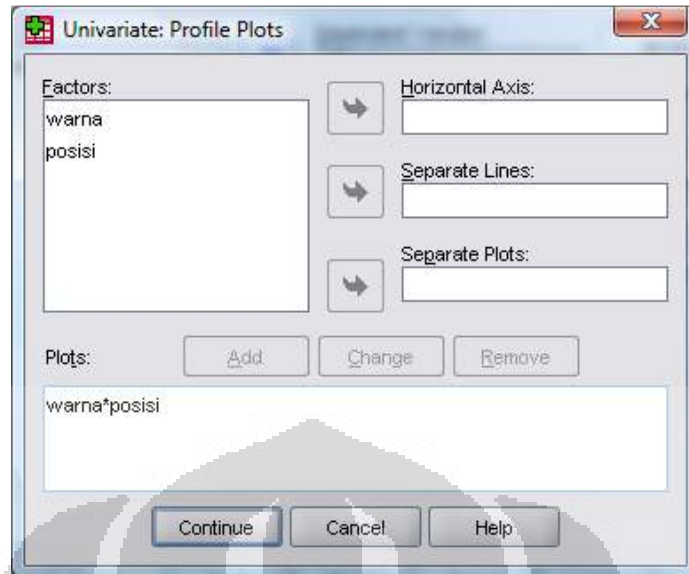 Univariate: Profile Plots
Factors:
warna
posisi
Horizontal Axis:
Separate Lines:
Separate Plots:
Plots:
Add
Change
Remove
warna*posisi
Continue
Cancel
Help